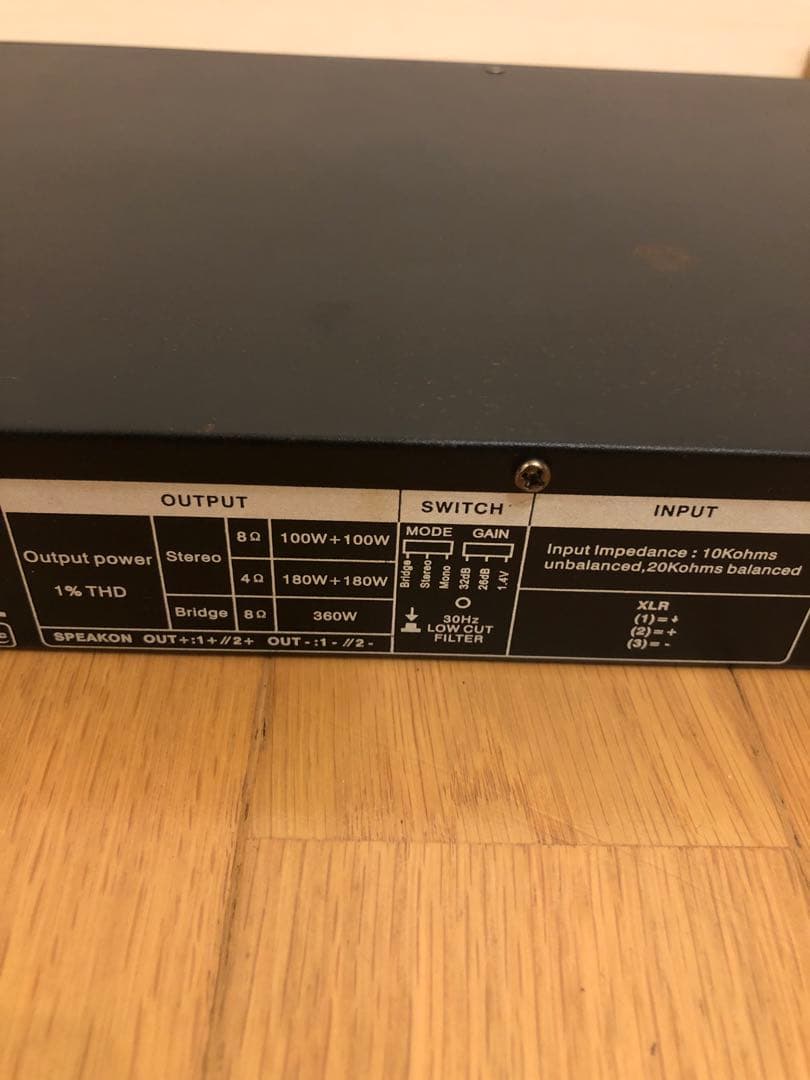 OUTPUT
Output power
1% THD
Stereo
8Ω
100W+100W
4Ω
180W+180W
Bridge
8Ω
360W
SPEAKON OUT+:1+//2+ OUT-:1-//2-
SWITCH
MODE GAIN
Bridge
Stereo
Mono
32dB
26dB
1.4V
30Hz
LOW CUT
FILTER
INPUT
Input Impedance : 10Kohms
unbalanced,20Kohms balanced
XLR
(1)=⏚
(2)=+
(3)=-